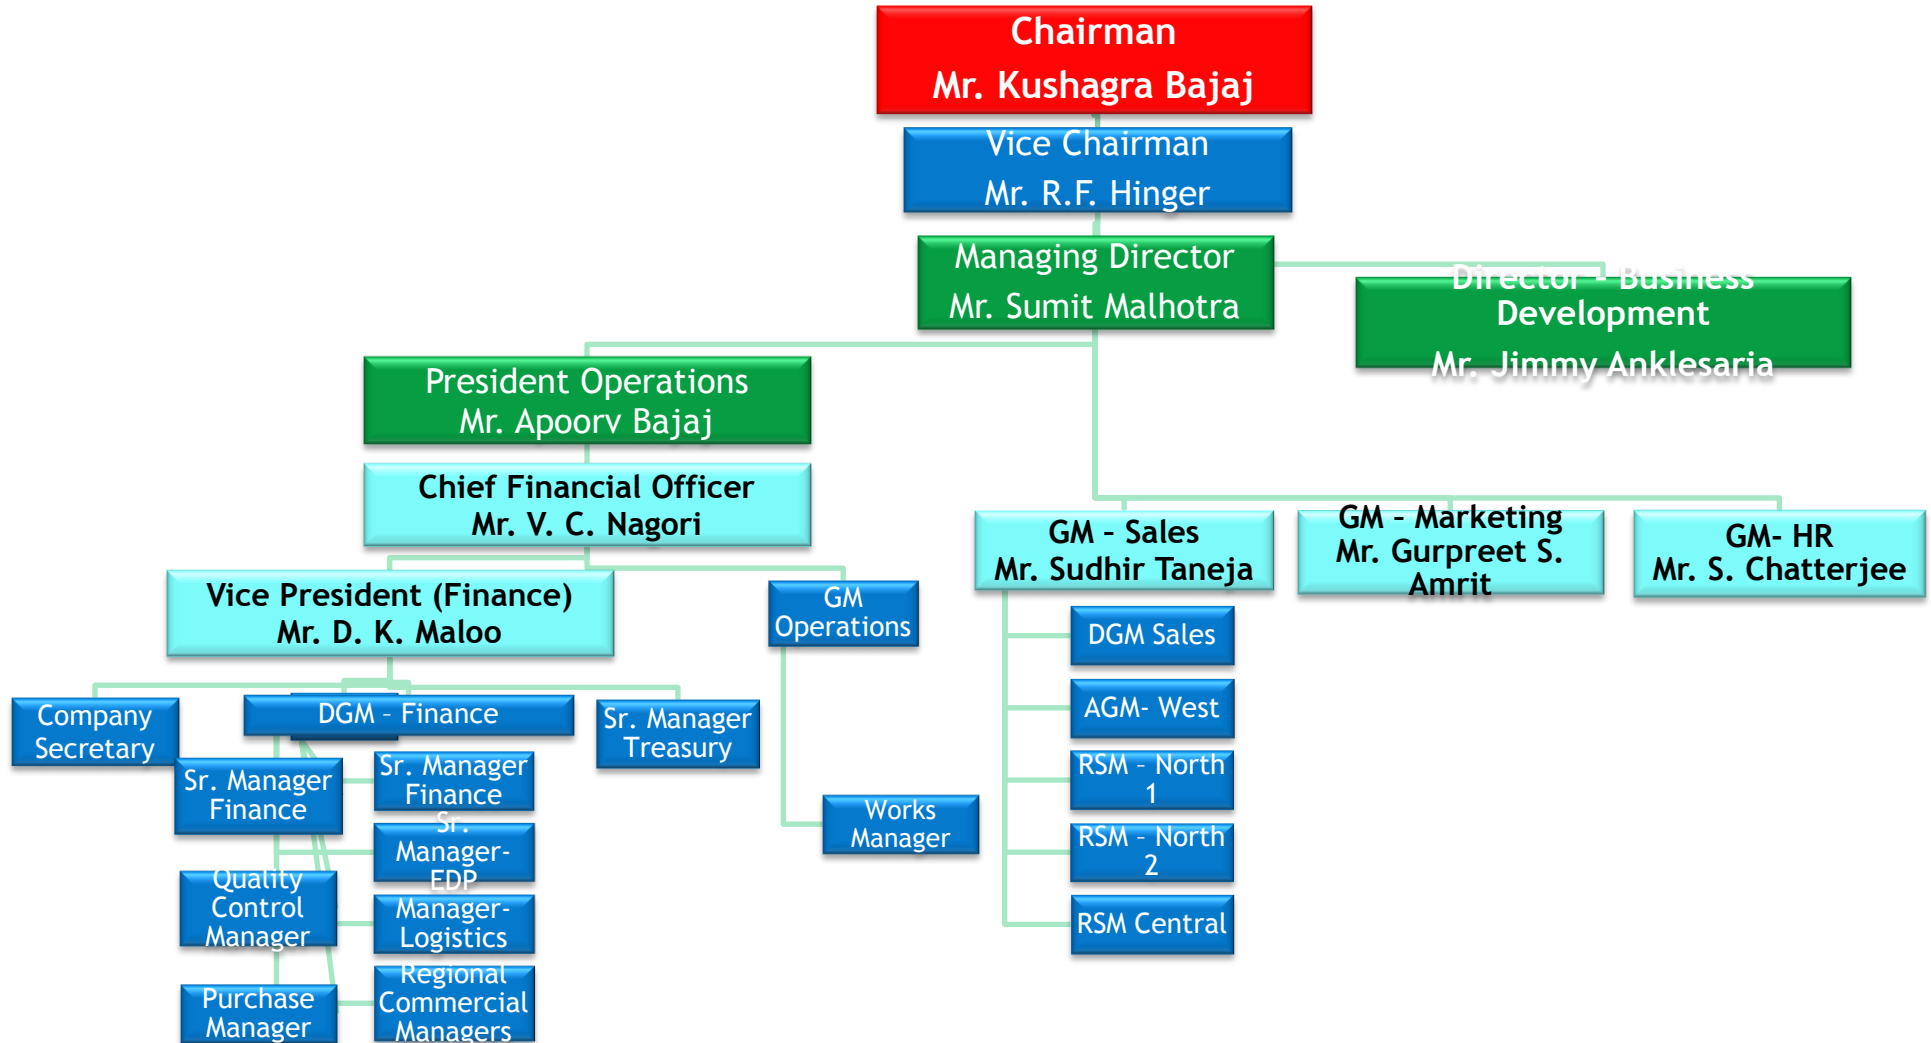 Chairman
Mr. Kushagra Bajaj
Vice Chairman
Mr. R.F. Hinger
Managing Director
Mr. Sumit Malhotra
Director – Business
Development
Mr. Jimmy Anklesaria
President Operations
Mr. Apoorv Bajaj
Chief Financial Officer
Mr. V. C. Nagori
GM – Sales
Mr. Sudhir Taneja
GM – Marketing
Mr. Gurpreet S.
Amrit
GM- HR
Mr. S. Chatterjee
Vice President (Finance)
Mr. D. K. Maloo
GM
Operations
DGM Sales
AGM- West
RSM – North
1
RSM – North
2
RSM Central
Company
Secretary
DGM – Finance
Sr. Manager
Treasury
Sr. Manager
Finance
Sr. Manager
Finance
Sr.
Manager-
EDP
Works
Manager
Quality
Control
Manager
Manager-
Logistics
Purchase
Manager
Regional
Commercial
Managers